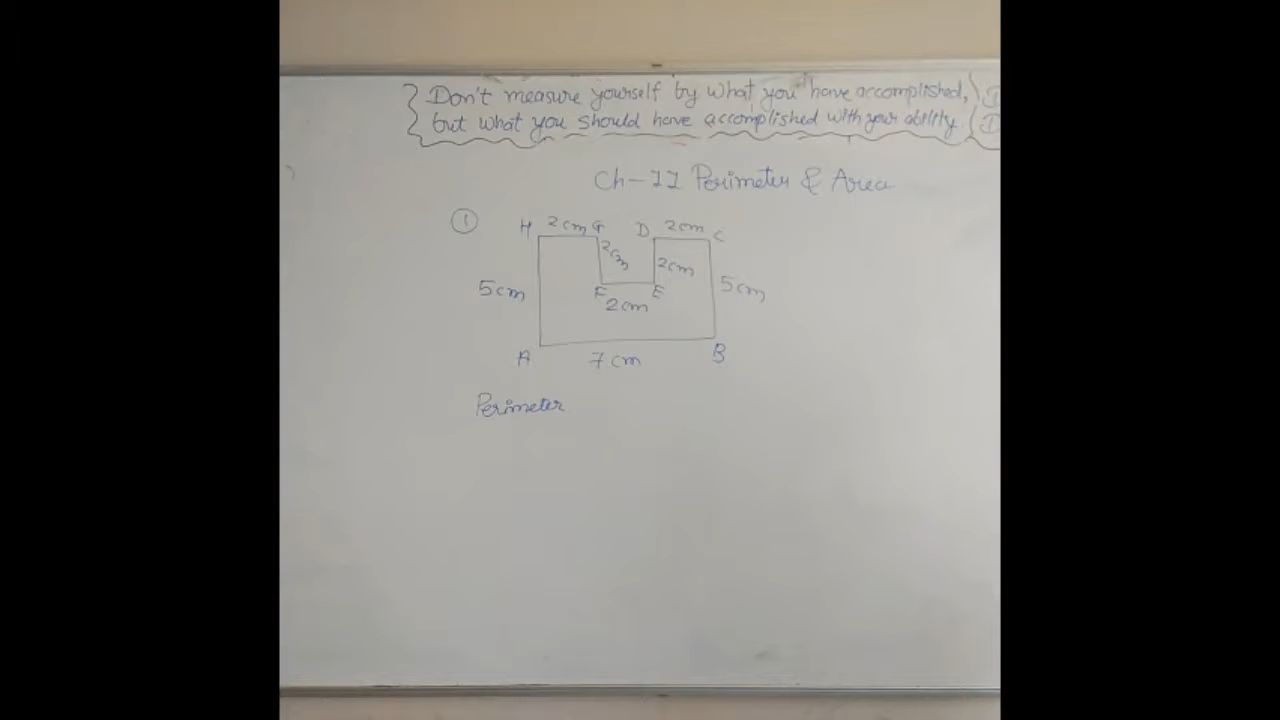 Don't measure yourself by what you have accomplished,
but what you should have accomplished with your ability.
Ch-11 Perimeter & Area
1
H 2cm G D 2cm C
2cm
2cm
5cm
5cm
F E
2cm
A 7cm B
Perimeter